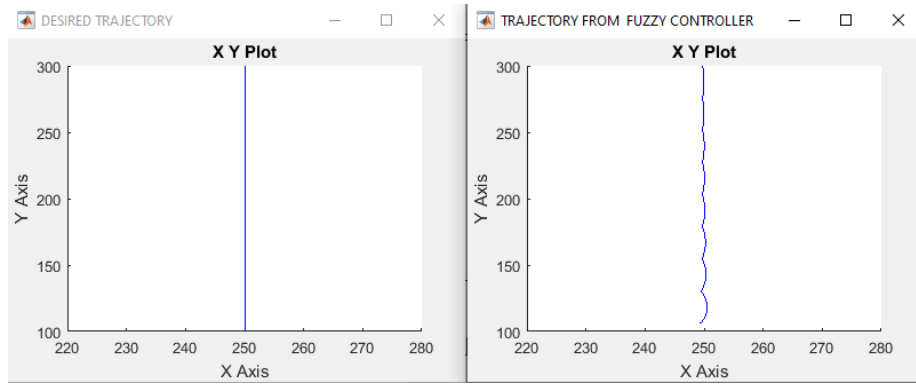 DESIRED TRAJECTORY
X Y Plot
300
250
200
150
100
Y Axis
220 230 240 250 260 270 280
X Axis
TRAJECTORY FROM FUZZY CONTROLLER
X Y Plot
300
250
200
150
100
Y Axis
220 230 240 250 260 270 280
X Axis